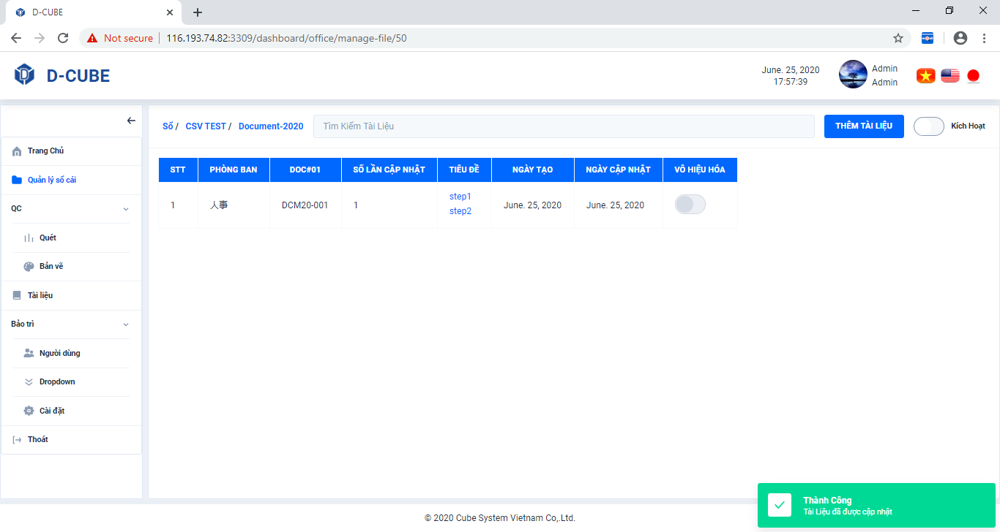 D-CUBE
Not secure
116.193.74.82:3309/dashboard/office/manage-file/50
D-CUBE
June. 25, 2020
17:57:39
Admin
Admin
Sổ / CSV TEST / Document-2020
Tìm Kiếm Tài Liệu
THÊM TÀI LIỆU
Kích Hoạt
Trang Chủ
Quản lý sổ cái
QC
Quét
Bản vẽ
Tài liệu
Bảo trì
Người dùng
Dropdown
Cài đặt
Thoát
STT PHÒNG BAN DOC#01 SỐ LẦN CẬP NHẬT TIÊU ĐỀ NGÀY TẠO NGÀY CẬP NHẬT VÔ HIỆU HÓA
1 人事 DCM20-001 1 step1 June. 25, 2020 June. 25, 2020
step2
© 2020 Cube System Vietnam Co,.Ltd.
Thành Công
Tài Liệu đã được cập nhật